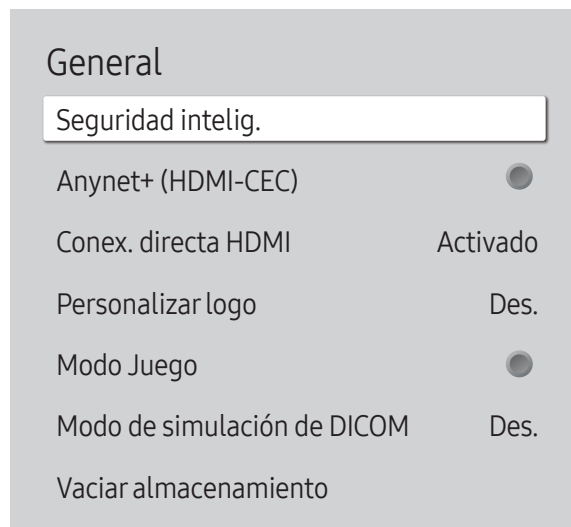 General
Seguridad intelig.
Anynet+ (HDMI-CEC)
Conex. directa HDMI Activado
Personalizar logo Des.
Modo Juego
Modo de simulación de DICOM Des.
Vaciar almacenamiento